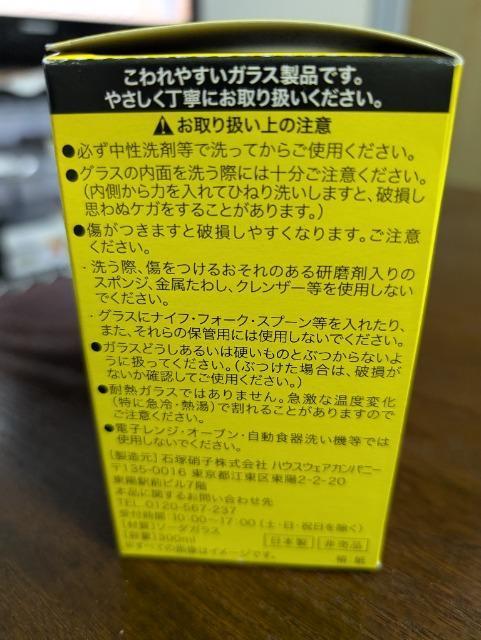 こわれやすいガラス製品です。
やさしく丁寧にお取り扱いください。
⚠お取り扱い上の注意
●必ず中性洗剤等で洗ってからご使用ください。
●グラスの内面を洗う際には十分ご注意ください。
(内側から力を入れてひねり洗いしますと、破損し
思わぬケガをすることがあります。)
●傷がつきますと破損しやすくなります。ご注意
ください。
・洗う際、傷をつけるおそれのある研磨剤入りの
スポンジ、金属たわし、クレンザー等を使用しない
でください。
・グラスにナイフ・フォーク・スプーン等を入れたり、
また、それらの保管用には使用しないでください。
●ガラスどうしあるいは硬いものとぶつからないよ
うに扱ってください。(ぶつけた場合は、破損が
ないか確認してご使用ください。)
●耐熱ガラスではありません。急激な温度変化
(特に急冷・熱湯)で割れることがありますので
ご注意ください。
●電子レンジ・オーブン・自動食器洗い機等では
使用しないでください。
[製造元]石塚硝子株式会社 ハウスウェアカンパニー
〒135-0016 東京都江東区東陽2-2-20
東陽駅前ビル7階
本品に関するお問い合わせ先
TEL.0120-567-237
受付時間 10:00~17:00(土・日・祝日を除く)
[材質]ソーダガラス
[容量]300ml 日本製 非売品
※すべての画像はイメージです。